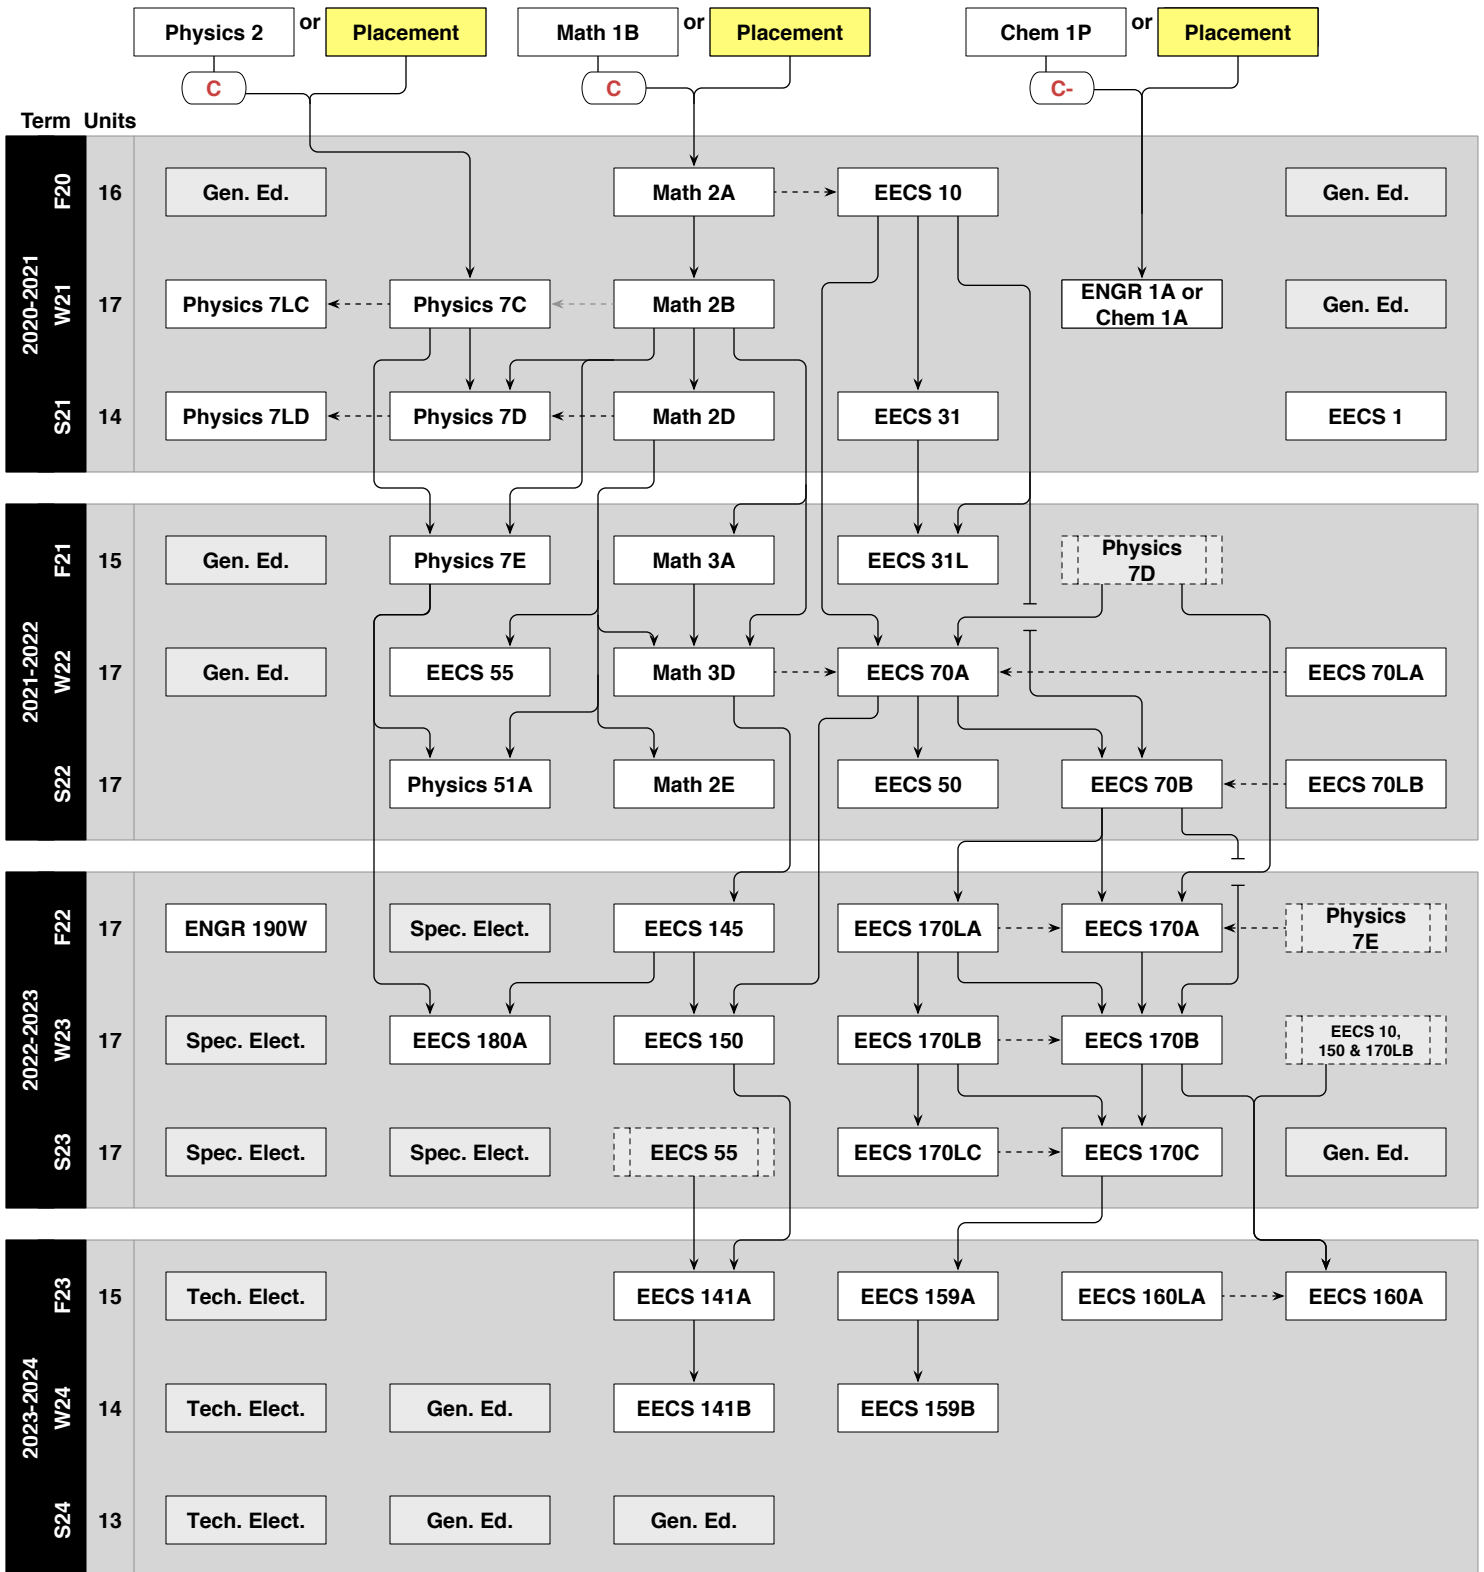 Physics 2 or Placement Math 1B or Placement Chem 1P or Placement
C C C-
Term Units
2020-2021
F20 16 Gen. Ed. Math 2A EECS 10 Gen. Ed.
W21 17 Physics 7LC Physics 7C Math 2B ENGR 1A or
Chem 1A Gen. Ed.
S21 14 Physics 7LD Physics 7D Math 2D EECS 31 EECS 1
2021-2022
F21 15 Gen. Ed. Physics 7E Math 3A EECS 31L Physics
7D
W22 17 Gen. Ed. EECS 55 Math 3D EECS 70A EECS 70LA
S22 17 Physics 51A Math 2E EECS 50 EECS 70B EECS 70LB
2022-2023
F22 17 ENGR 190W Spec. Elect. EECS 145 EECS 170LA EECS 170A Physics
7E
W23 17 Spec. Elect. EECS 180A EECS 150 EECS 170LB EECS 170B EECS 10,
150 & 170LB
S23 17 Spec. Elect. Spec. Elect. EECS 55 EECS 170LC EECS 170C Gen. Ed.
2023-2024
F23 15 Tech. Elect. EECS 141A EECS 159A EECS 160LA EECS 160A
W24 14 Tech. Elect. Gen. Ed. EECS 141B EECS 159B
S24 13 Tech. Elect. Gen. Ed. Gen. Ed.